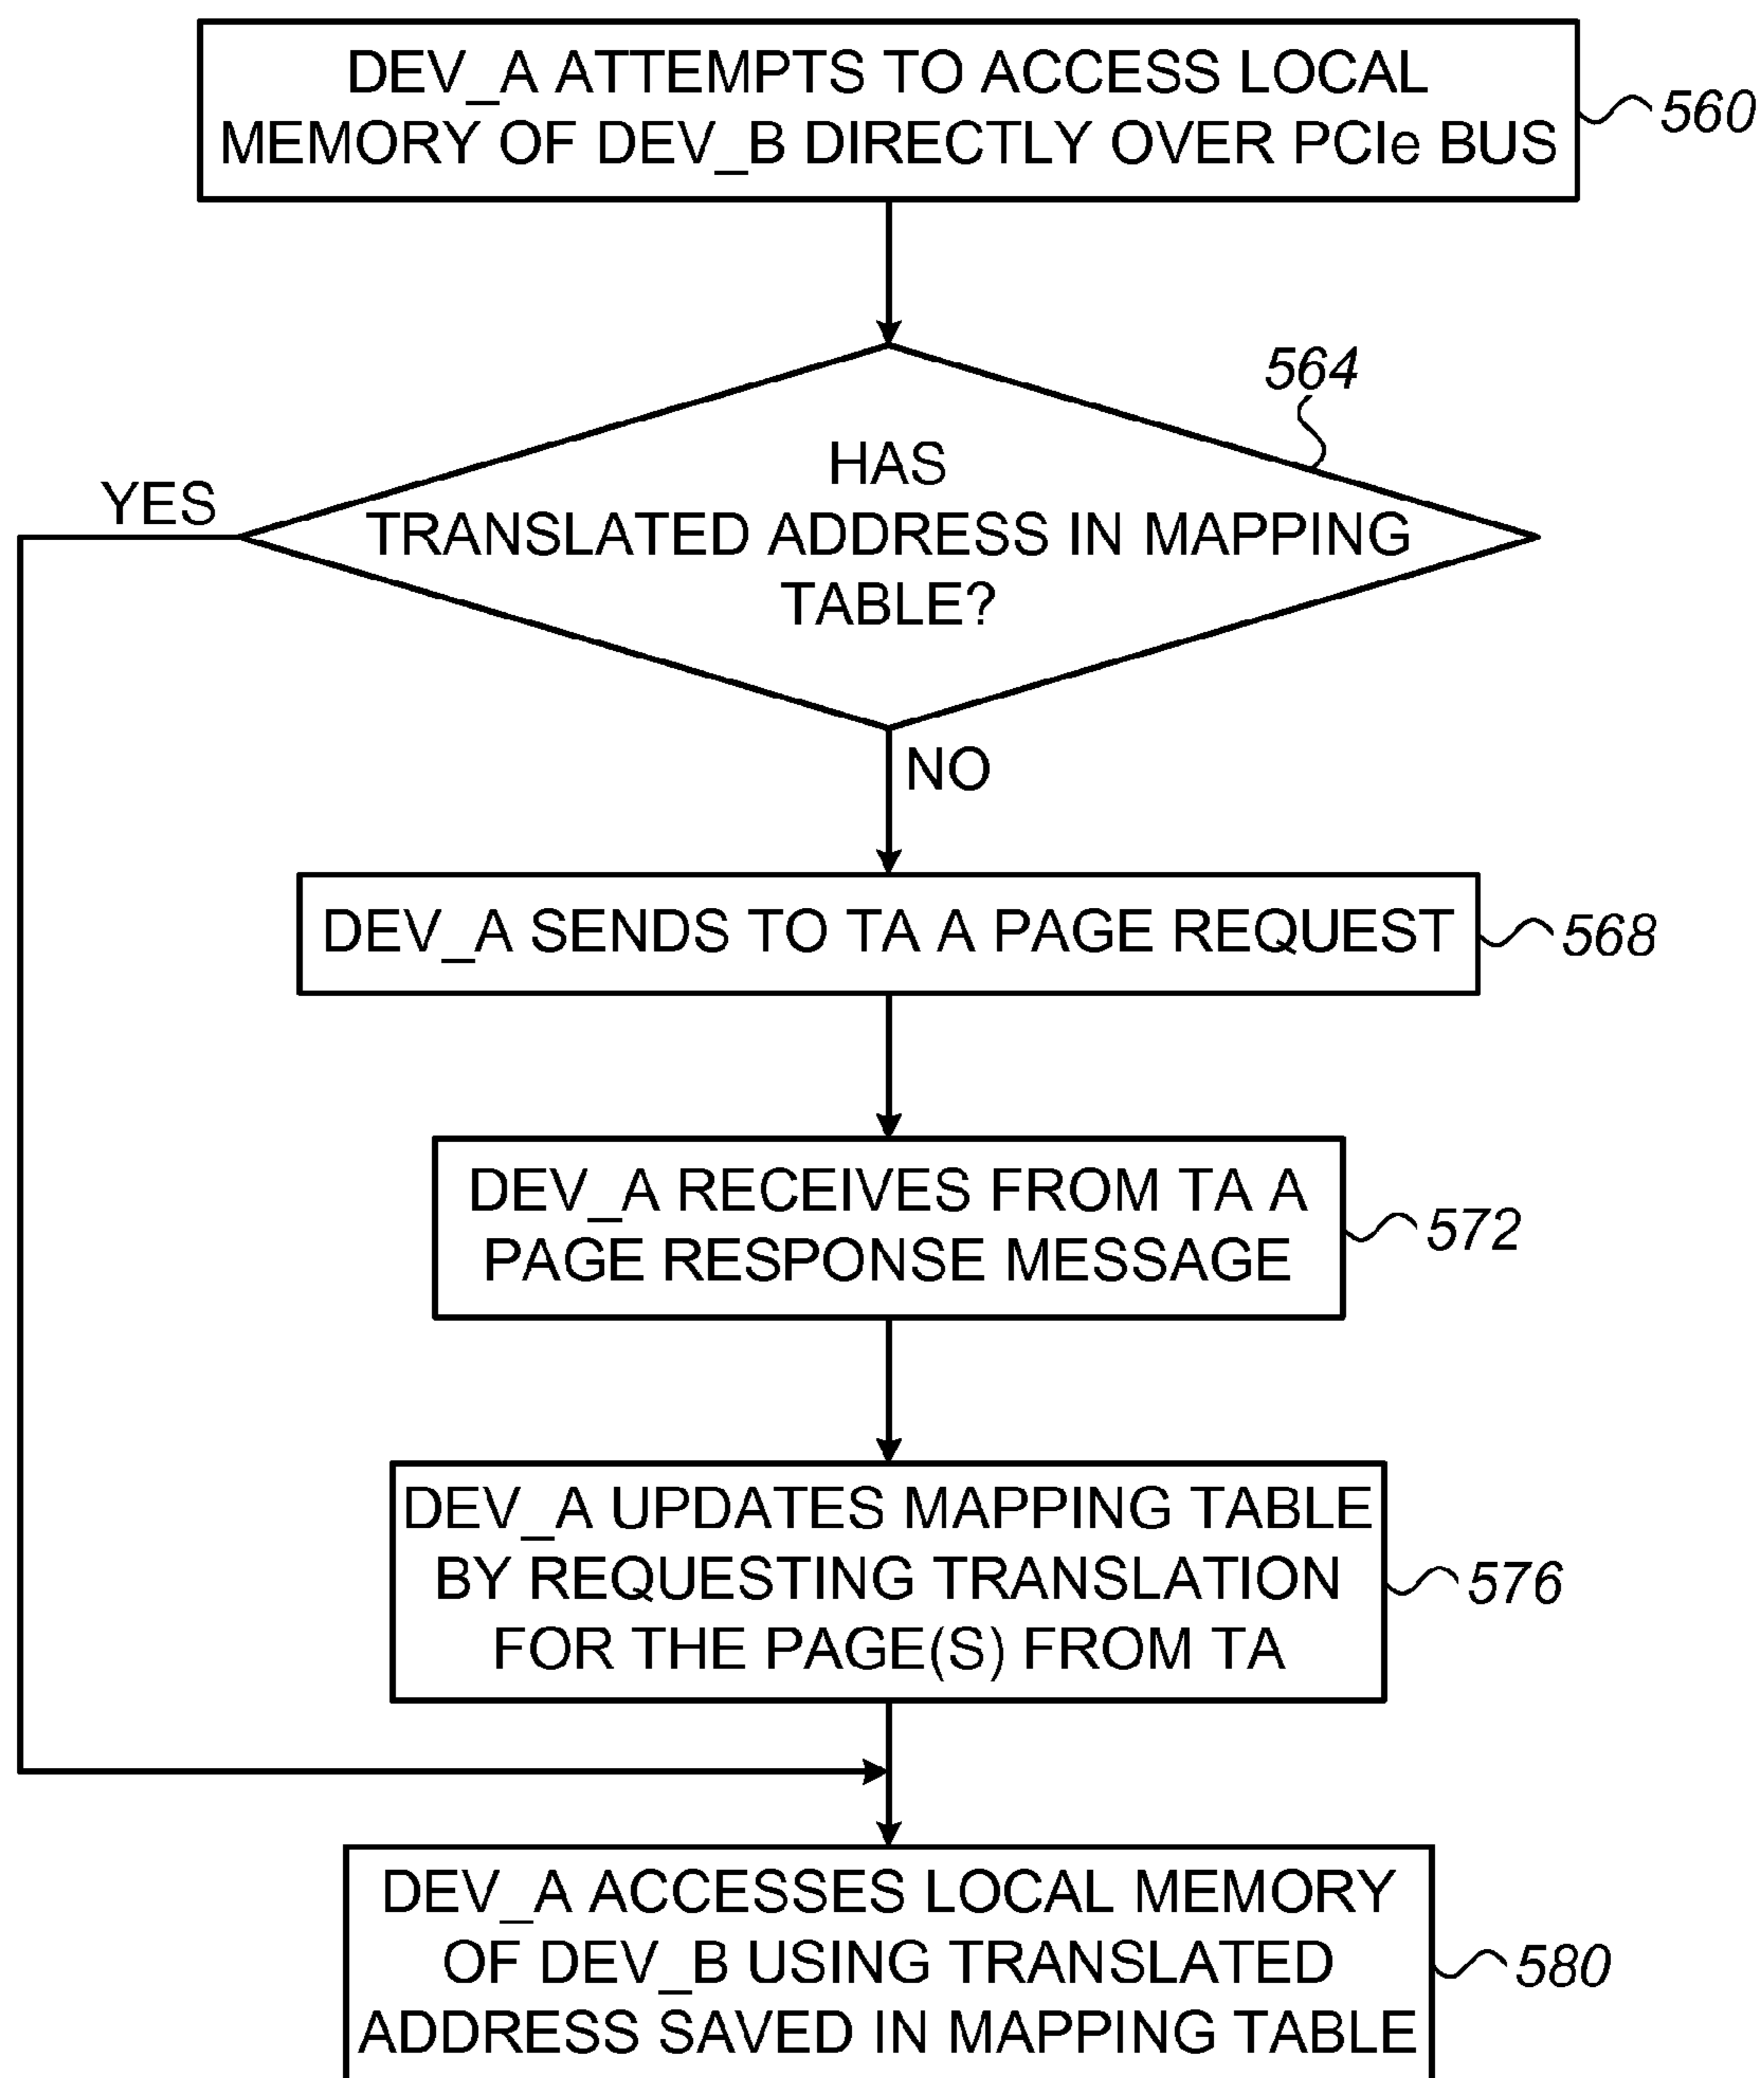 DEV_A ATTEMPTS TO ACCESS LOCAL
MEMORY OF DEV_B DIRECTLY OVER PCIe BUS
560
564
HAS
TRANSLATED ADDRESS IN MAPPING
TABLE?
YES
NO
DEV_A SENDS TO TA A PAGE REQUEST
568
DEV_A RECEIVES FROM TA A
PAGE RESPONSE MESSAGE
572
DEV_A UPDATES MAPPING TABLE
BY REQUESTING TRANSLATION
FOR THE PAGE(S) FROM TA
576
DEV_A ACCESSES LOCAL MEMORY
OF DEV_B USING TRANSLATED
ADDRESS SAVED IN MAPPING TABLE
580